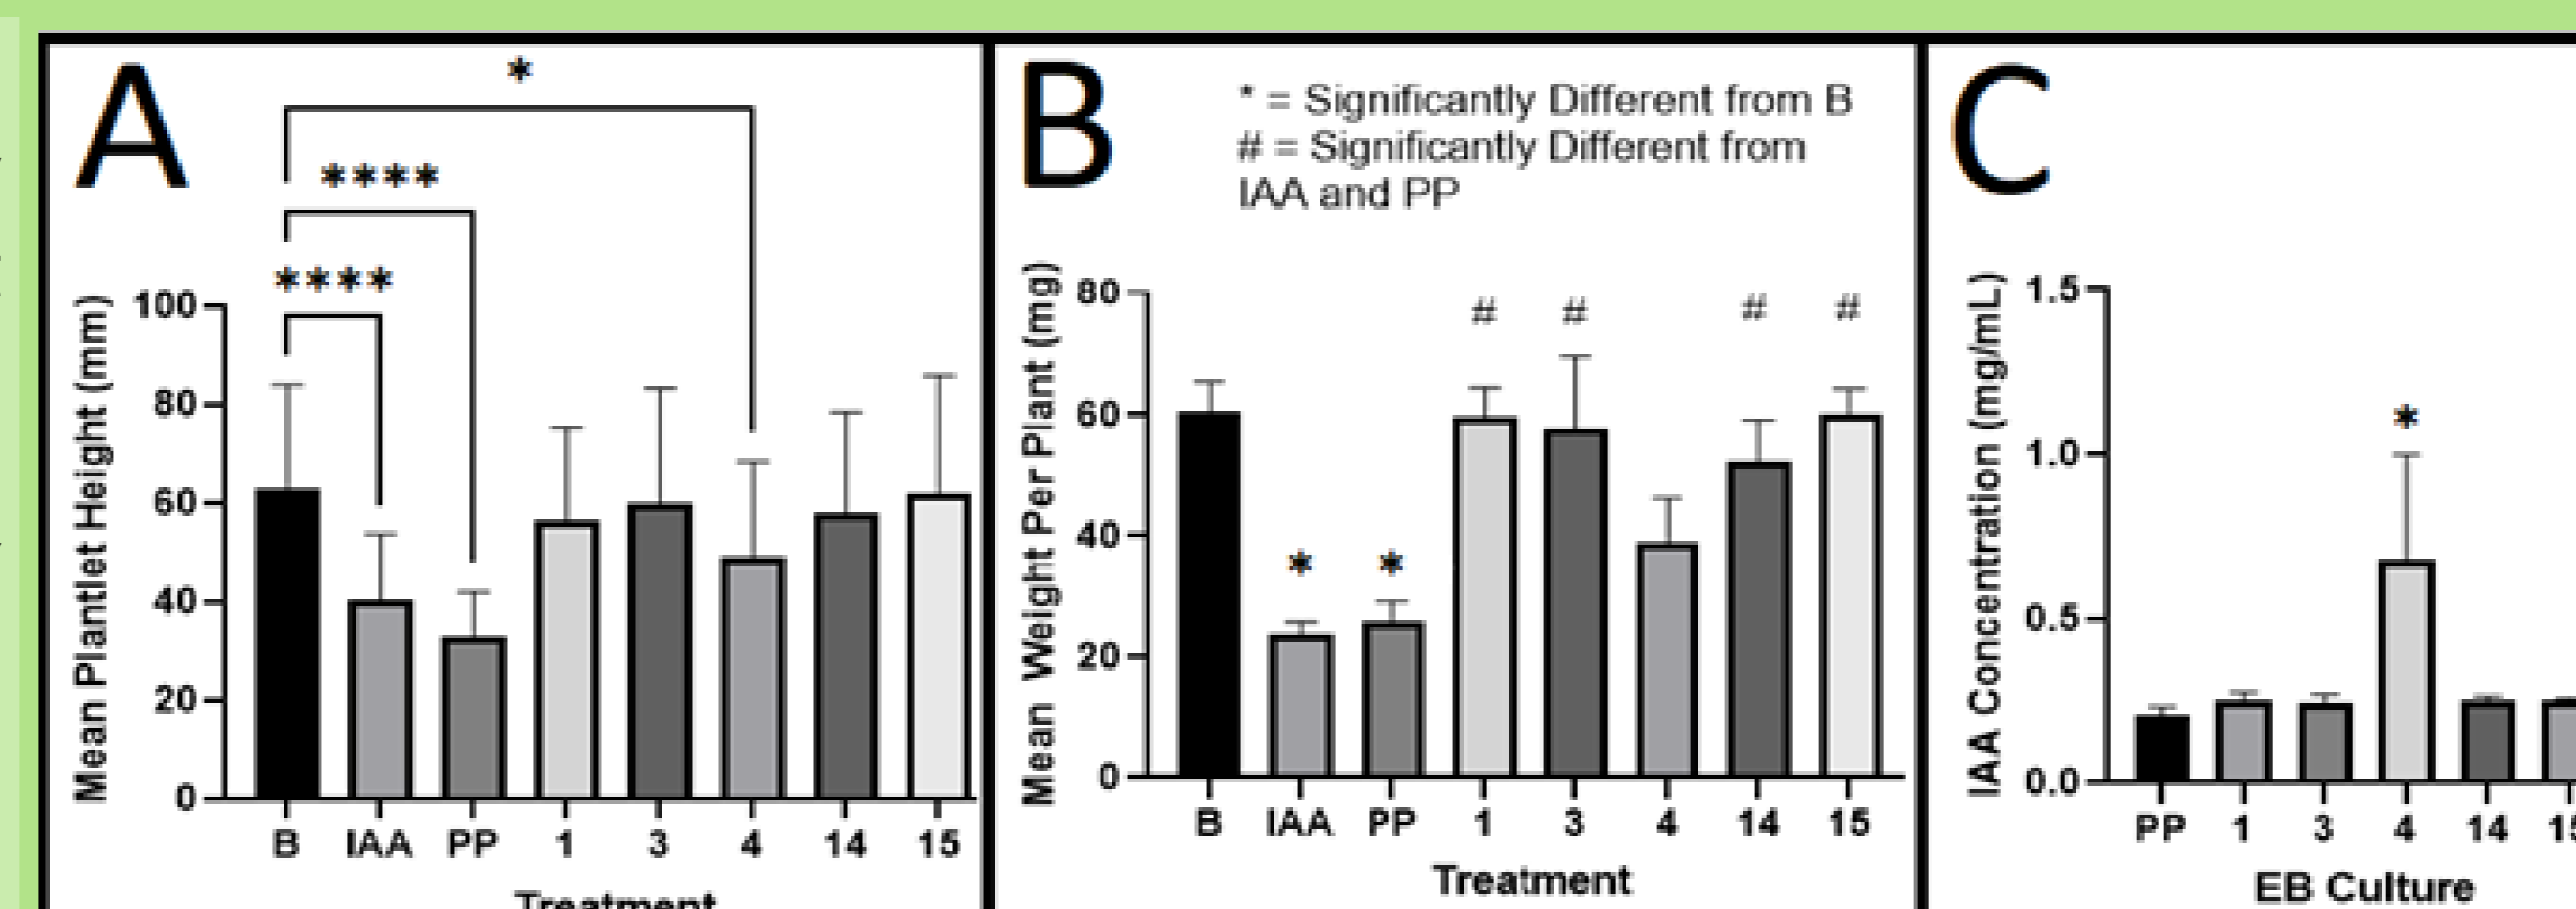 A
*
****
****
Mean Plantlet Height (mm)
100
80
60
40
20
0
B IAA PP 1 3 4 14 15
Treatment
B
* = Significantly Different from B
# = Significantly Different from
IAA and PP
Mean Weight Per Plant (mg)
80
60
40
20
0
# # # #
* *
B IAA PP 1 3 4 14 15
Treatment
C
IAA Concentration (mg/mL)
1.5
1.0
0.5
0.0
*
PP 1 3 4 14 15
EB Culture